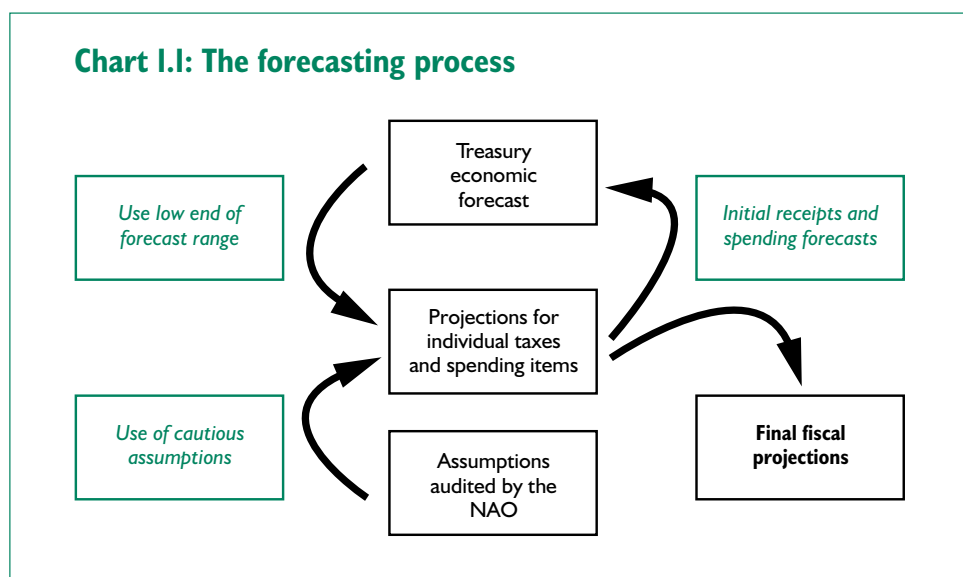 Chart 1.1: The forecasting process
Treasury
economic
forecast
Use low end of
forecast range
Initial receipts and
spending forecasts
Projections for
individual taxes
and spending items
Use of cautious
assumptions
Assumptions
audited by the
NAO
Final fiscal
projections